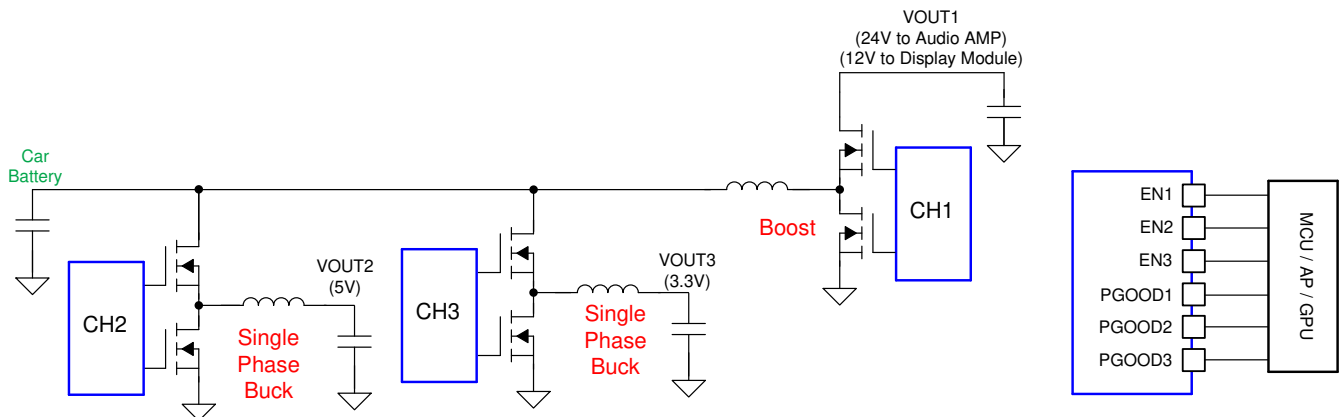 VOUT1
(24V to Audio AMP)
(12V to Display Module)
Car
Battery
CH1
Boost
CH2
VOUT2
(5V)
Single
Phase
Buck
CH3
VOUT3
(3.3V)
Single
Phase
Buck
EN1
EN2
EN3
PGOOD1
PGOOD2
PGOOD3
MCU / AP / GPU